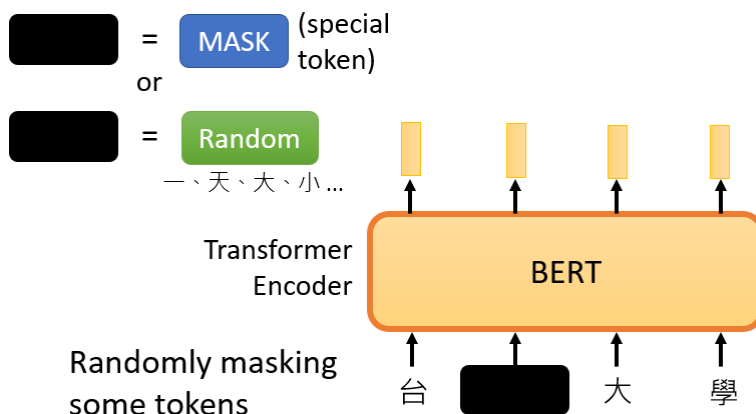 = MASK (special
token)
or
= Random
一、天、大、小 ...
Transformer
Encoder
BERT
Randomly masking
some tokens
台 大 學